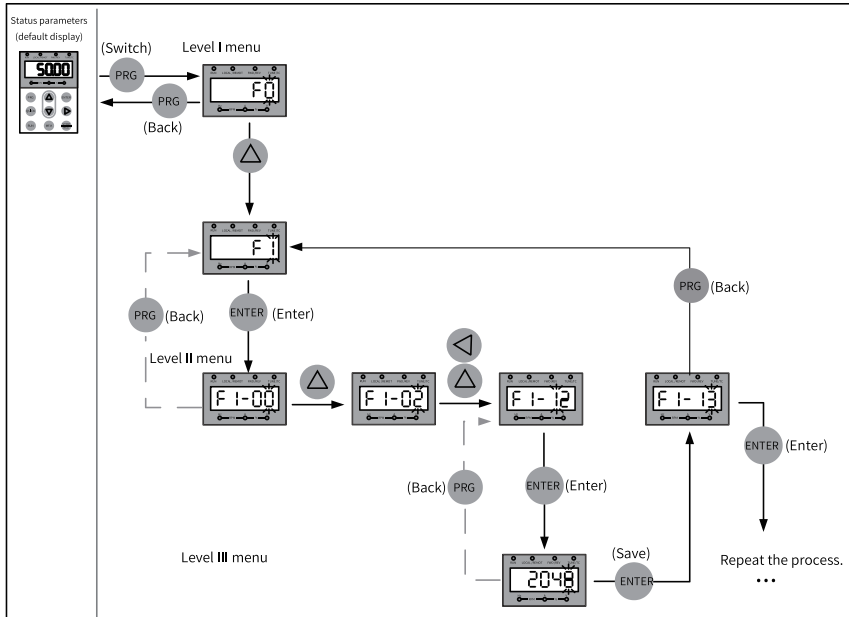 Status parameters
(default display)
50.00
(Switch)
PRG
Level I menu
F0
PRG
(Back)
F1
PRG (Back)
PRG (Back)
ENTER (Enter)
Level II menu
F1-00
F1-02
F1-12
F1-13
(Back) PRG
ENTER (Enter)
ENTER (Enter)
Level III menu
2048
(Save)
ENTER
Repeat the process.
...